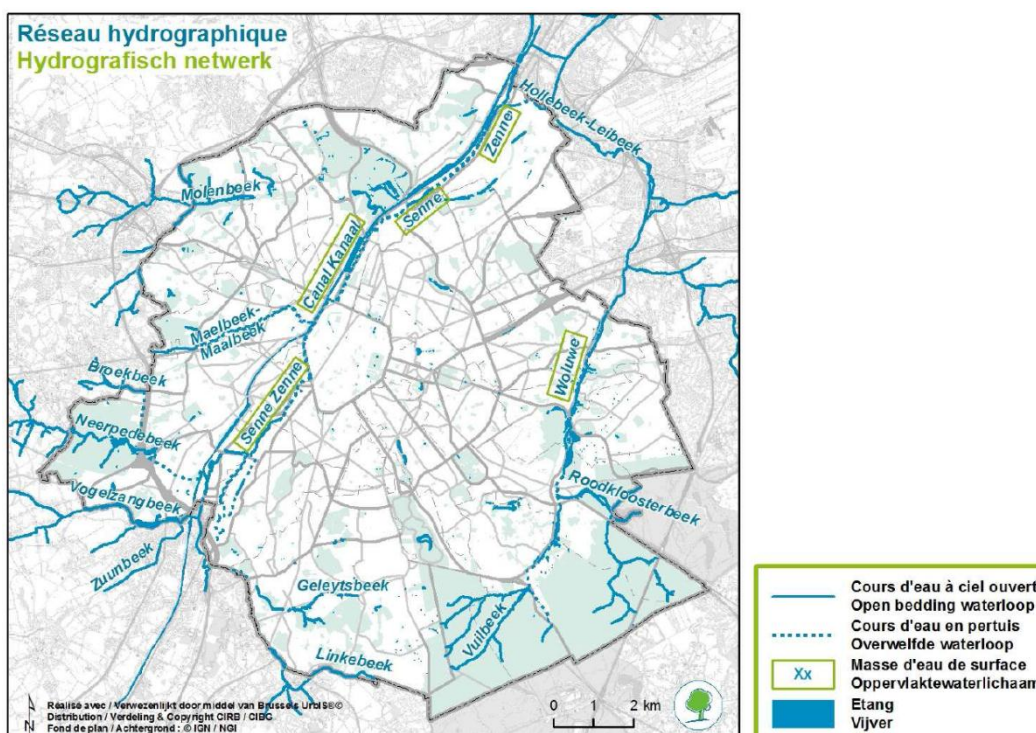 Réseau hydrographique
Hydrografisch netwerk
Hollebeek-Leibeek
Zenne
Senne
Molenbeek
Canal Kanaal
Maelbeek-
Maalbeek
Broekbeek
Woluwe
Senne Zenne
Neerpedebeek
Vogelzangbeek
Roodkloosterbeek
Zuunbeek
Geleytsbeek
Vuilbeek
Linkebeek
N
Réalisé avec / Verwezenlijkt door middel van Brussels UrbIS®©
Distribution / Verdeling & Copyright CIRB / CIBG
Fond de plan / Achtergrond : © IGN / NGI
0 1 2 km
Cours d'eau à ciel ouvert
Open bedding waterloop
Cours d'eau en pertuis
Overwelfde waterloop
Xx
Masse d'eau de surface
Oppervlaktewaterlichaam
Etang
Vijver